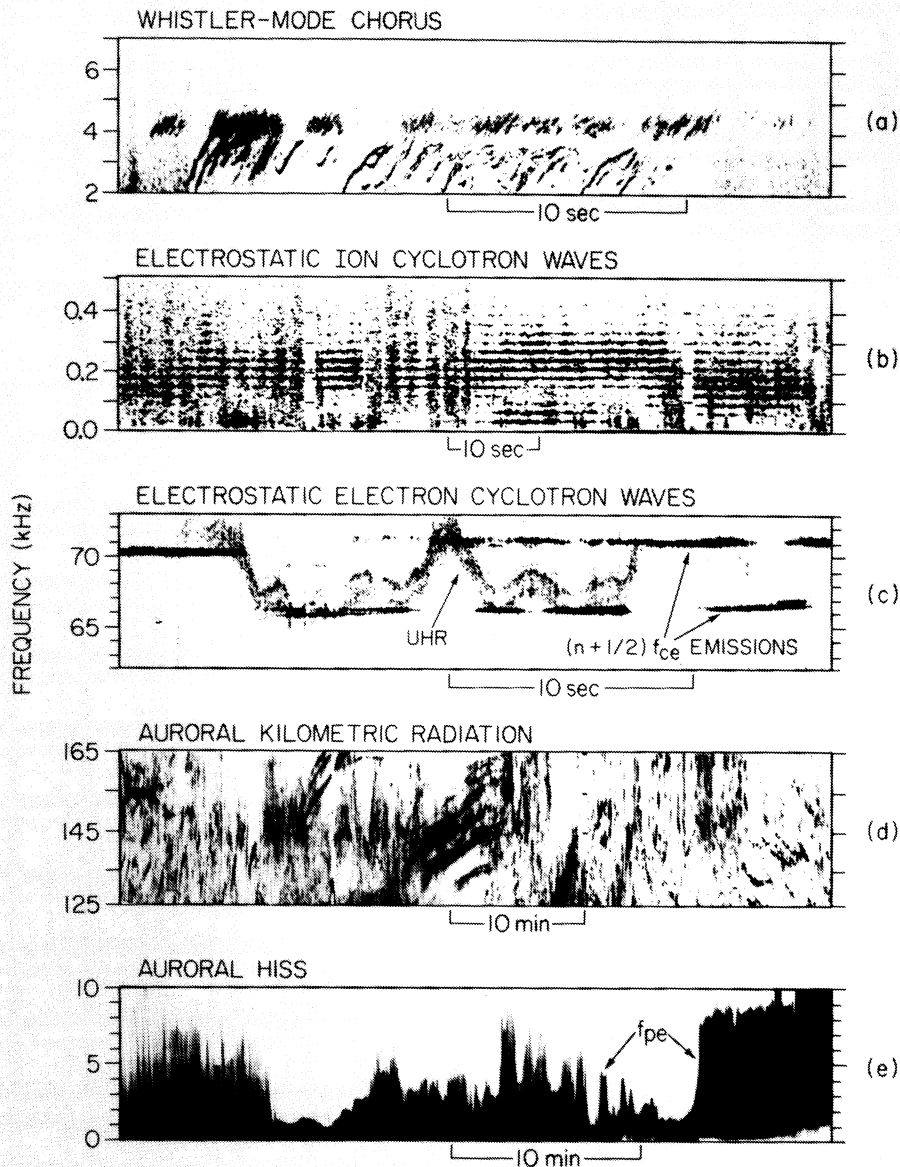 WHISTLER-MODE CHORUS
6
4
2
(a)
10 sec
ELECTROSTATIC ION CYCLOTRON WAVES
0.4
0.2
0.0
(b)
10 sec
ELECTROSTATIC ELECTRON CYCLOTRON WAVES
70
65
UHR
(n + 1/2) fce EMISSIONS
(c)
10 sec
FREQUENCY (kHz)
AURORAL KILOMETRIC RADIATION
165
145
125
(d)
10 min
AURORAL HISS
10
5
0
fpe
(e)
10 min